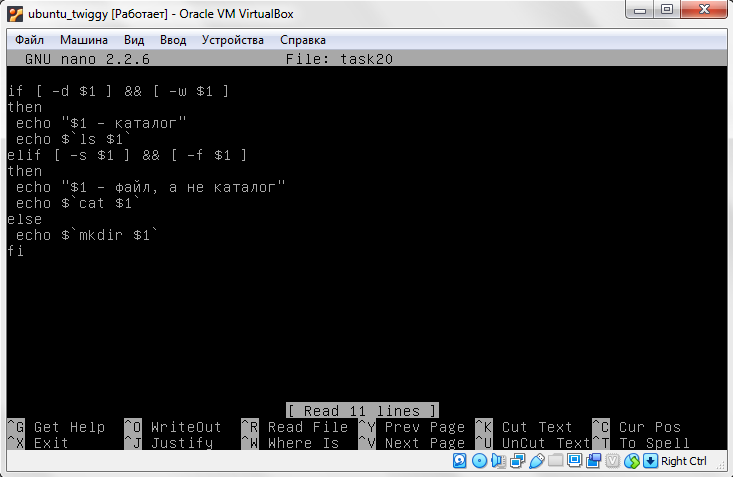 ubuntu_twiggy [Работает] - Oracle VM VirtualBox
Файл Машина Вид Ввод Устройства Справка
GNU nano 2.2.6 File: task20
if [ -d $1 ] && [ -w $1 ]
then
echo "$1 - каталог"
echo $`ls $1`
elif [ -s $1 ] && [ -f $1 ]
then
echo "$1 - файл, а не каталог"
echo $`cat $1`
else
echo $`mkdir $1`
fi
[ Read 11 lines ]
^G Get Help ^O WriteOut ^R Read File ^Y Prev Page ^K Cut Text ^C Cur Pos
^X Exit ^J Justify ^W Where Is ^V Next Page ^U UnCut Text ^T To Spell
Right Ctrl